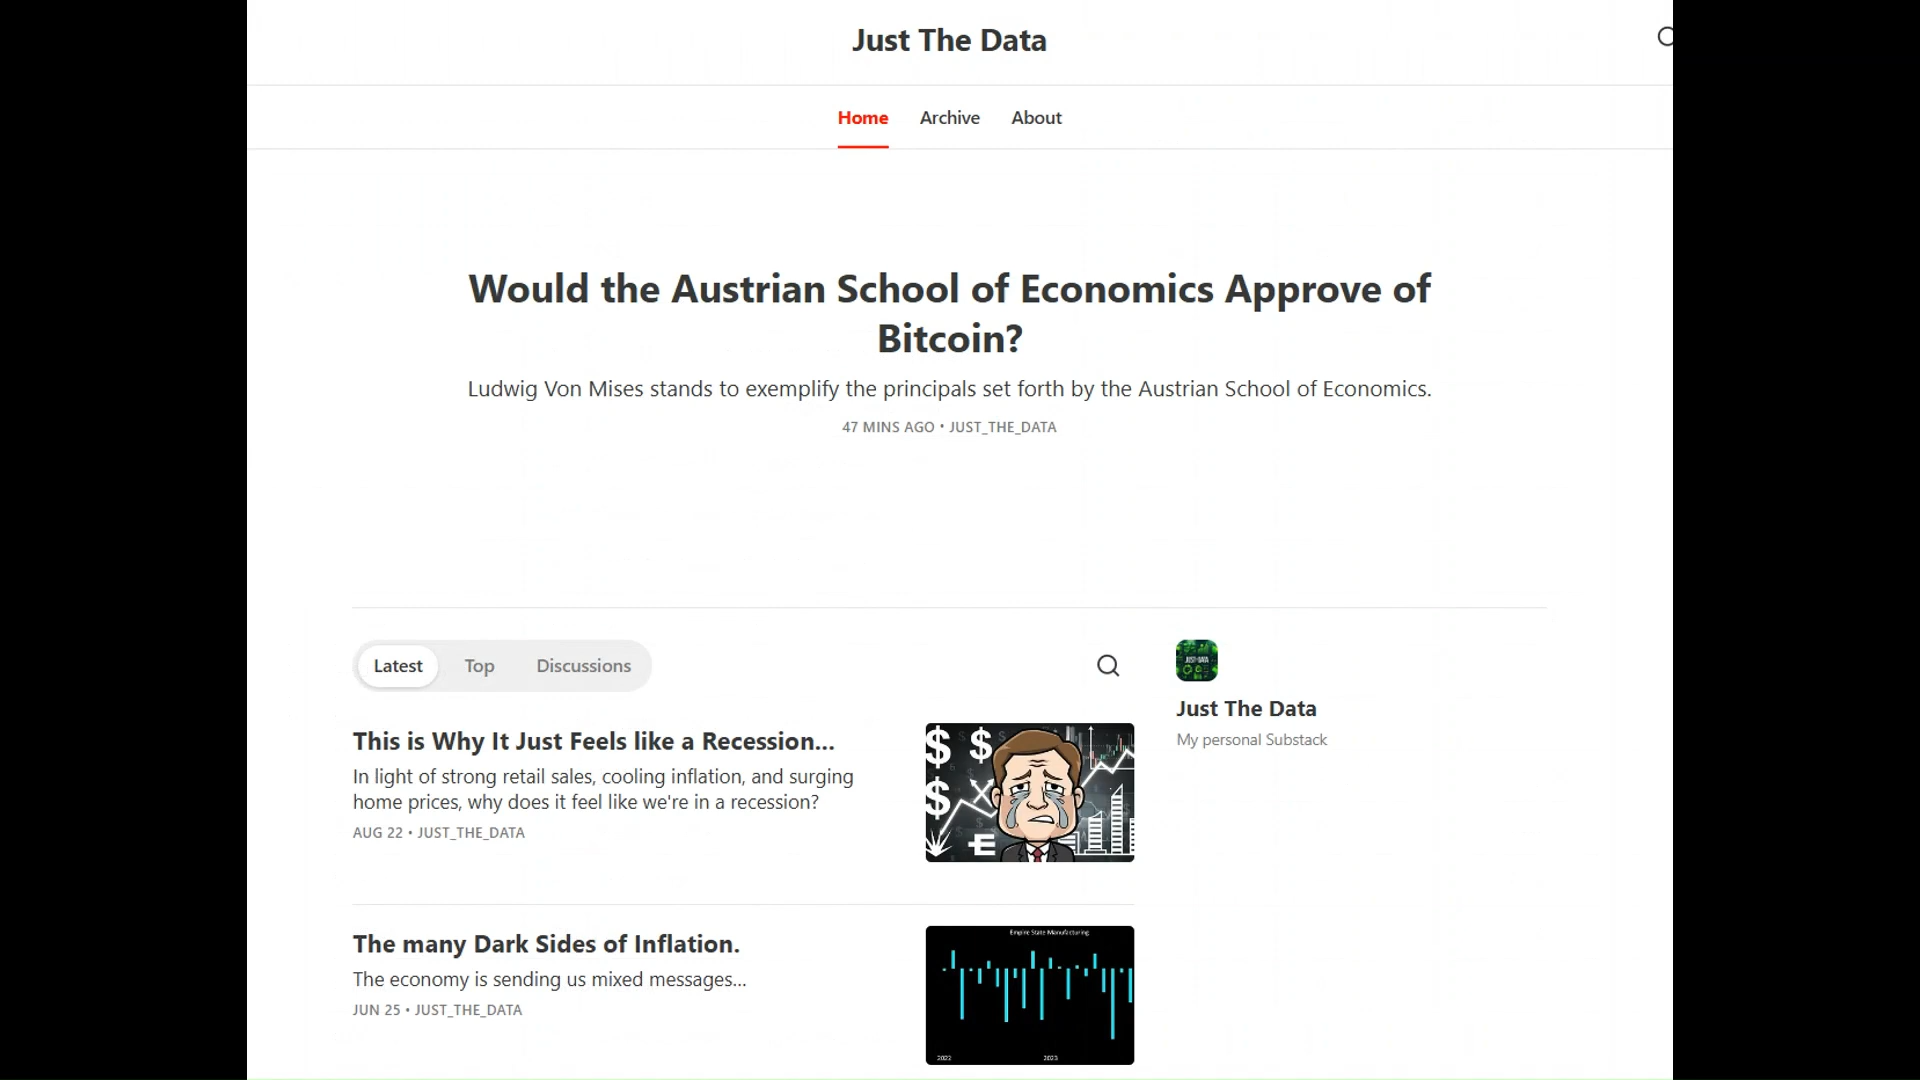 Just The Data
Home Archive About
Would the Austrian School of Economics Approve of
Bitcoin?
Ludwig Von Mises stands to exemplify the principals set forth by the Austrian School of Economics.
47 MINS AGO • JUST_THE_DATA
Latest Top Discussions
This is Why It Just Feels like a Recession...
In light of strong retail sales, cooling inflation, and surging
home prices, why does it feel like we're in a recession?
AUG 22 • JUST_THE_DATA
The many Dark Sides of Inflation.
The economy is sending us mixed messages...
JUN 25 • JUST_THE_DATA
Empire State Manufacturing
2022 2023
JUST-DATA
Just The Data
My personal Substack